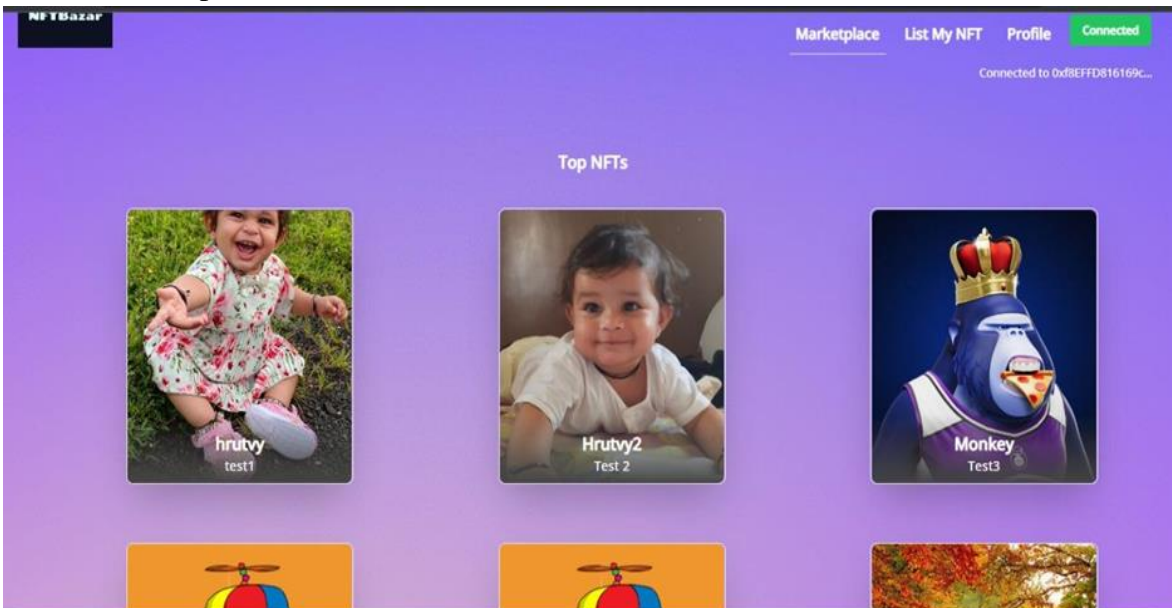 NFTBazar
Marketplace List My NFT Profile Connected
Connected to 0xf8EFFD816169c...
Top NFTs
hrutvy
test1
Hrutvy2
Test 2
Monkey
Test3